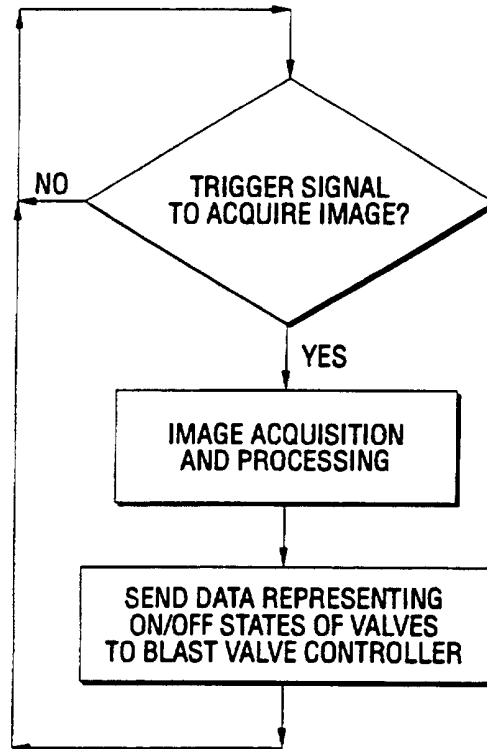 TRIGGER SIGNAL
TO ACQUIRE IMAGE?
NO
YES
IMAGE ACQUISITION
AND PROCESSING
SEND DATA REPRESENTING
ON/OFF STATES OF VALVES
TO BLAST VALVE CONTROLLER